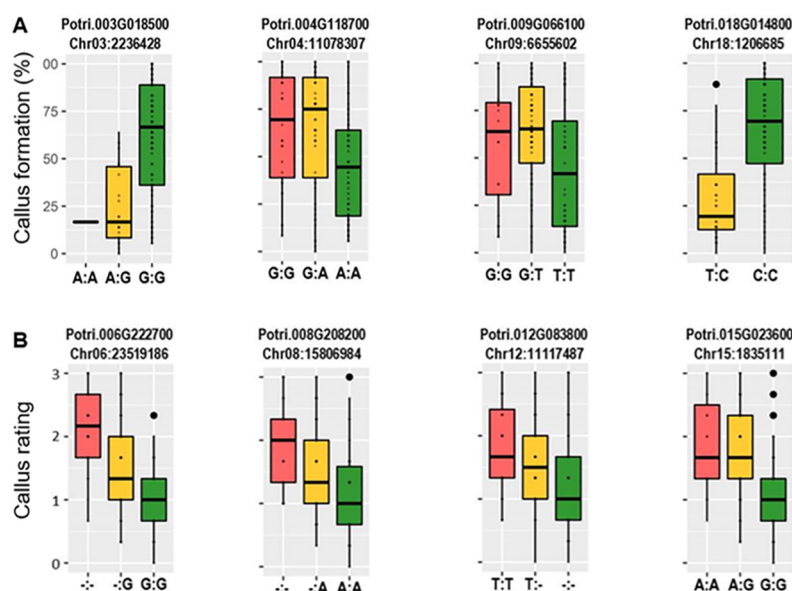 A
Potri.003G018500 Potri.004G118700 Potri.009G066100 Potri.018G014800
Chr03:2236428 Chr04:11078307 Chr09:6655602 Chr18:1206685
Callus formation (%)
00
75
50
25
0
A:A A:G G:G G:G G:A A:A G:G G:T T:T T:C C:C
B
Potri.006G222700 Potri.008G208200 Potri.012G083800 Potri.015G023600
Chr06:23519186 Chr08:15806984 Chr12:11117487 Chr15:1835111
Callus rating
3
2
1
0
-:- -:G G:G -:- -:A A:A T:T T:- -:- A:A A:G G:G